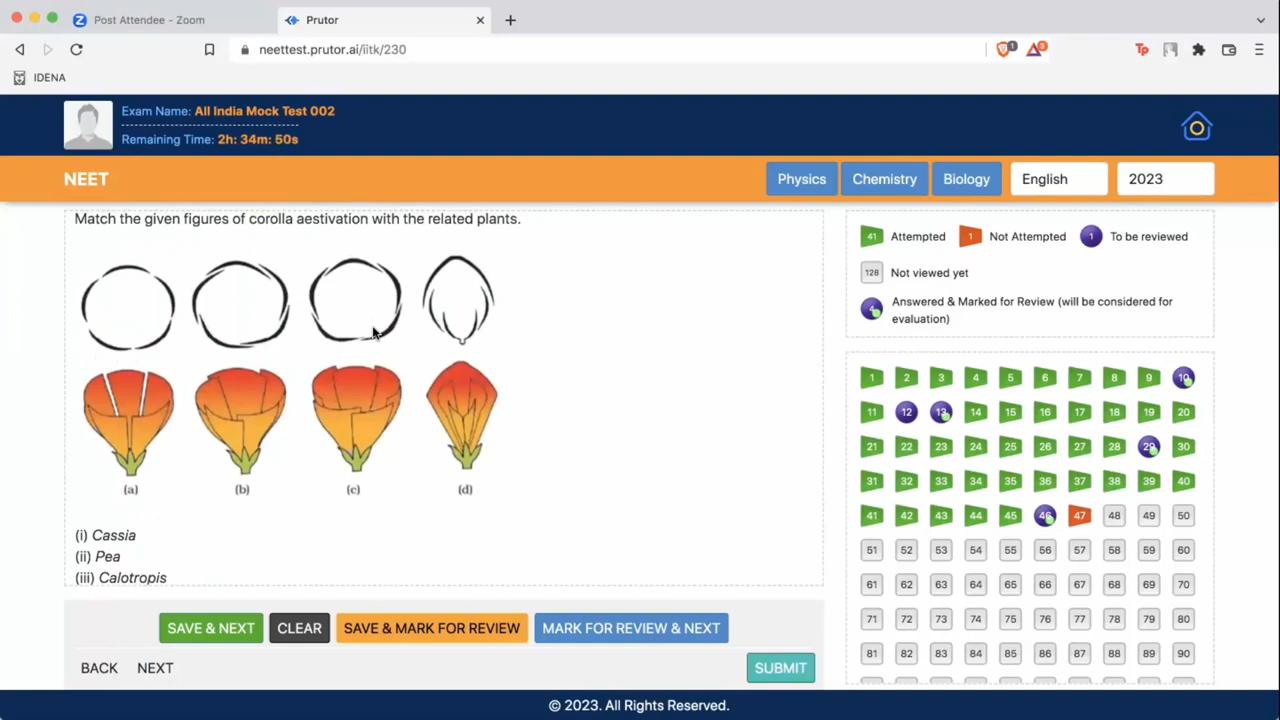 Post Attendee - Zoom
Prutor
neettest.prutor.ai/iitk/230
1
3
Tp
IDENA
Exam Name: All India Mock Test 002
Remaining Time: 2h: 34m: 50s
NEET
Physics
Chemistry
Biology
English
2023
Match the given figures of corolla aestivation with the related plants.
(a) (b) (c) (d)
(i) Cassia
(ii) Pea
(iii) Calotropis
SAVE & NEXT
CLEAR
SAVE & MARK FOR REVIEW
MARK FOR REVIEW & NEXT
BACK
NEXT
SUBMIT
41 Attempted
1 Not Attempted
1 To be reviewed
128 Not viewed yet
4 Answered & Marked for Review (will be considered for
evaluation)
1 2 3 4 5 6 7 8 9 10
11 12 13 14 15 16 17 18 19 20
21 22 23 24 25 26 27 28 29 30
31 32 33 34 35 36 37 38 39 40
41 42 43 44 45 46 47 48 49 50
51 52 53 54 55 56 57 58 59 60
61 62 63 64 65 66 67 68 69 70
71 72 73 74 75 76 77 78 79 80
81 82 83 84 85 86 87 88 89 90
© 2023. All Rights Reserved.